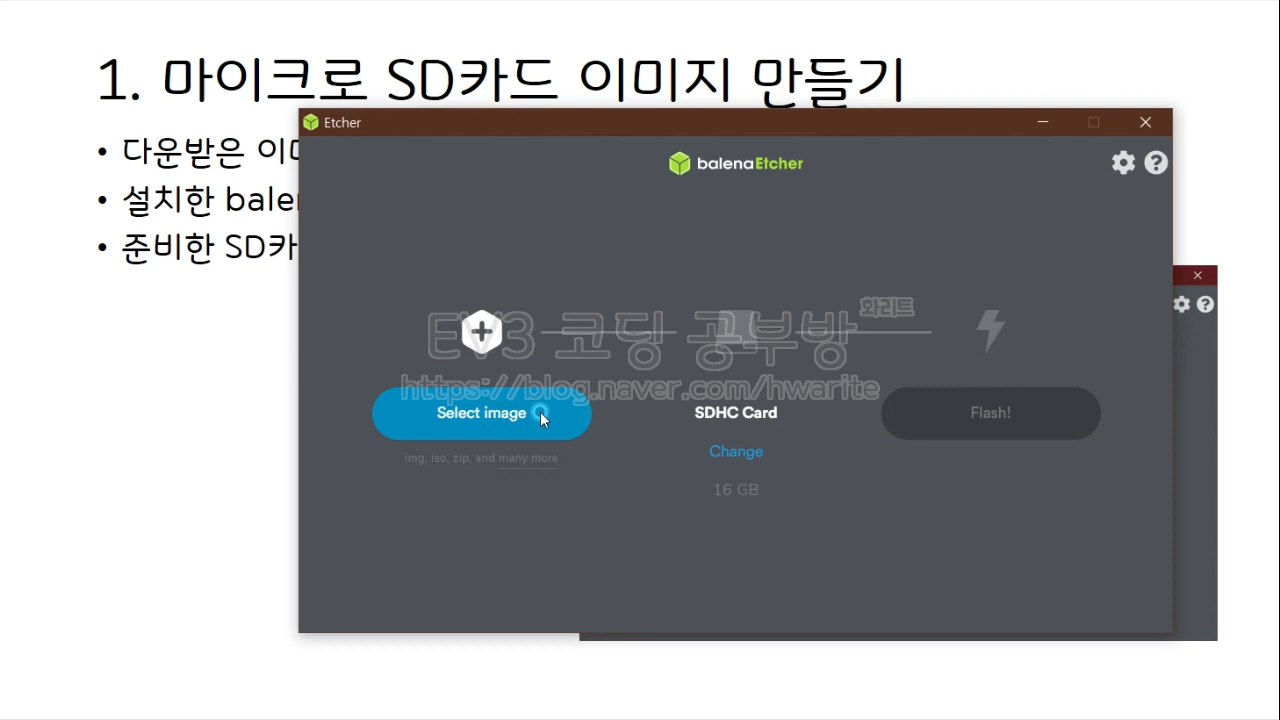 1. 마이크로 SD카드 이미지 만들기
• 다운받은 이미
• 설치한 balen
• 준비한 SD카
Etcher
balenaEtcher
EV3 코딩 공부방 화리트
https://blog.naver.com/hwarite
Select image
SDHC Card
Flash!
img, iso, zip, and many more
Change
16 GB